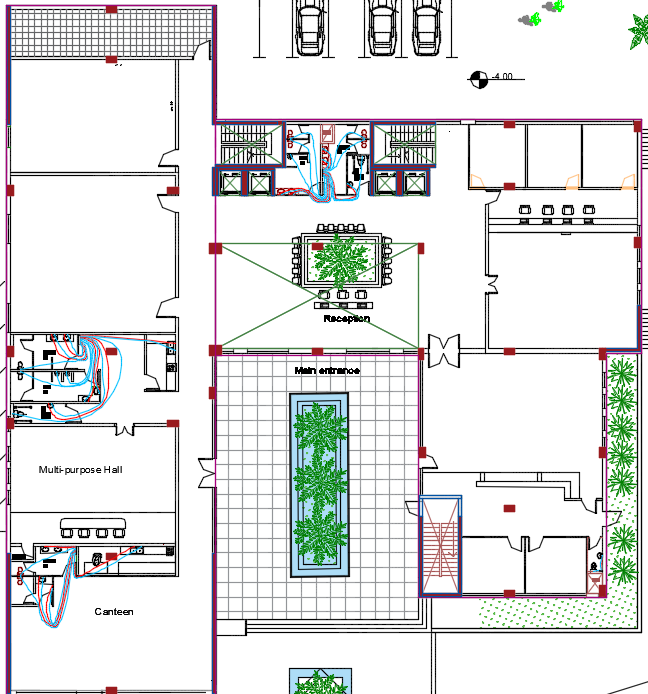 -4.00
Reception
Main entrance
Multi-purpose Hall
Canteen